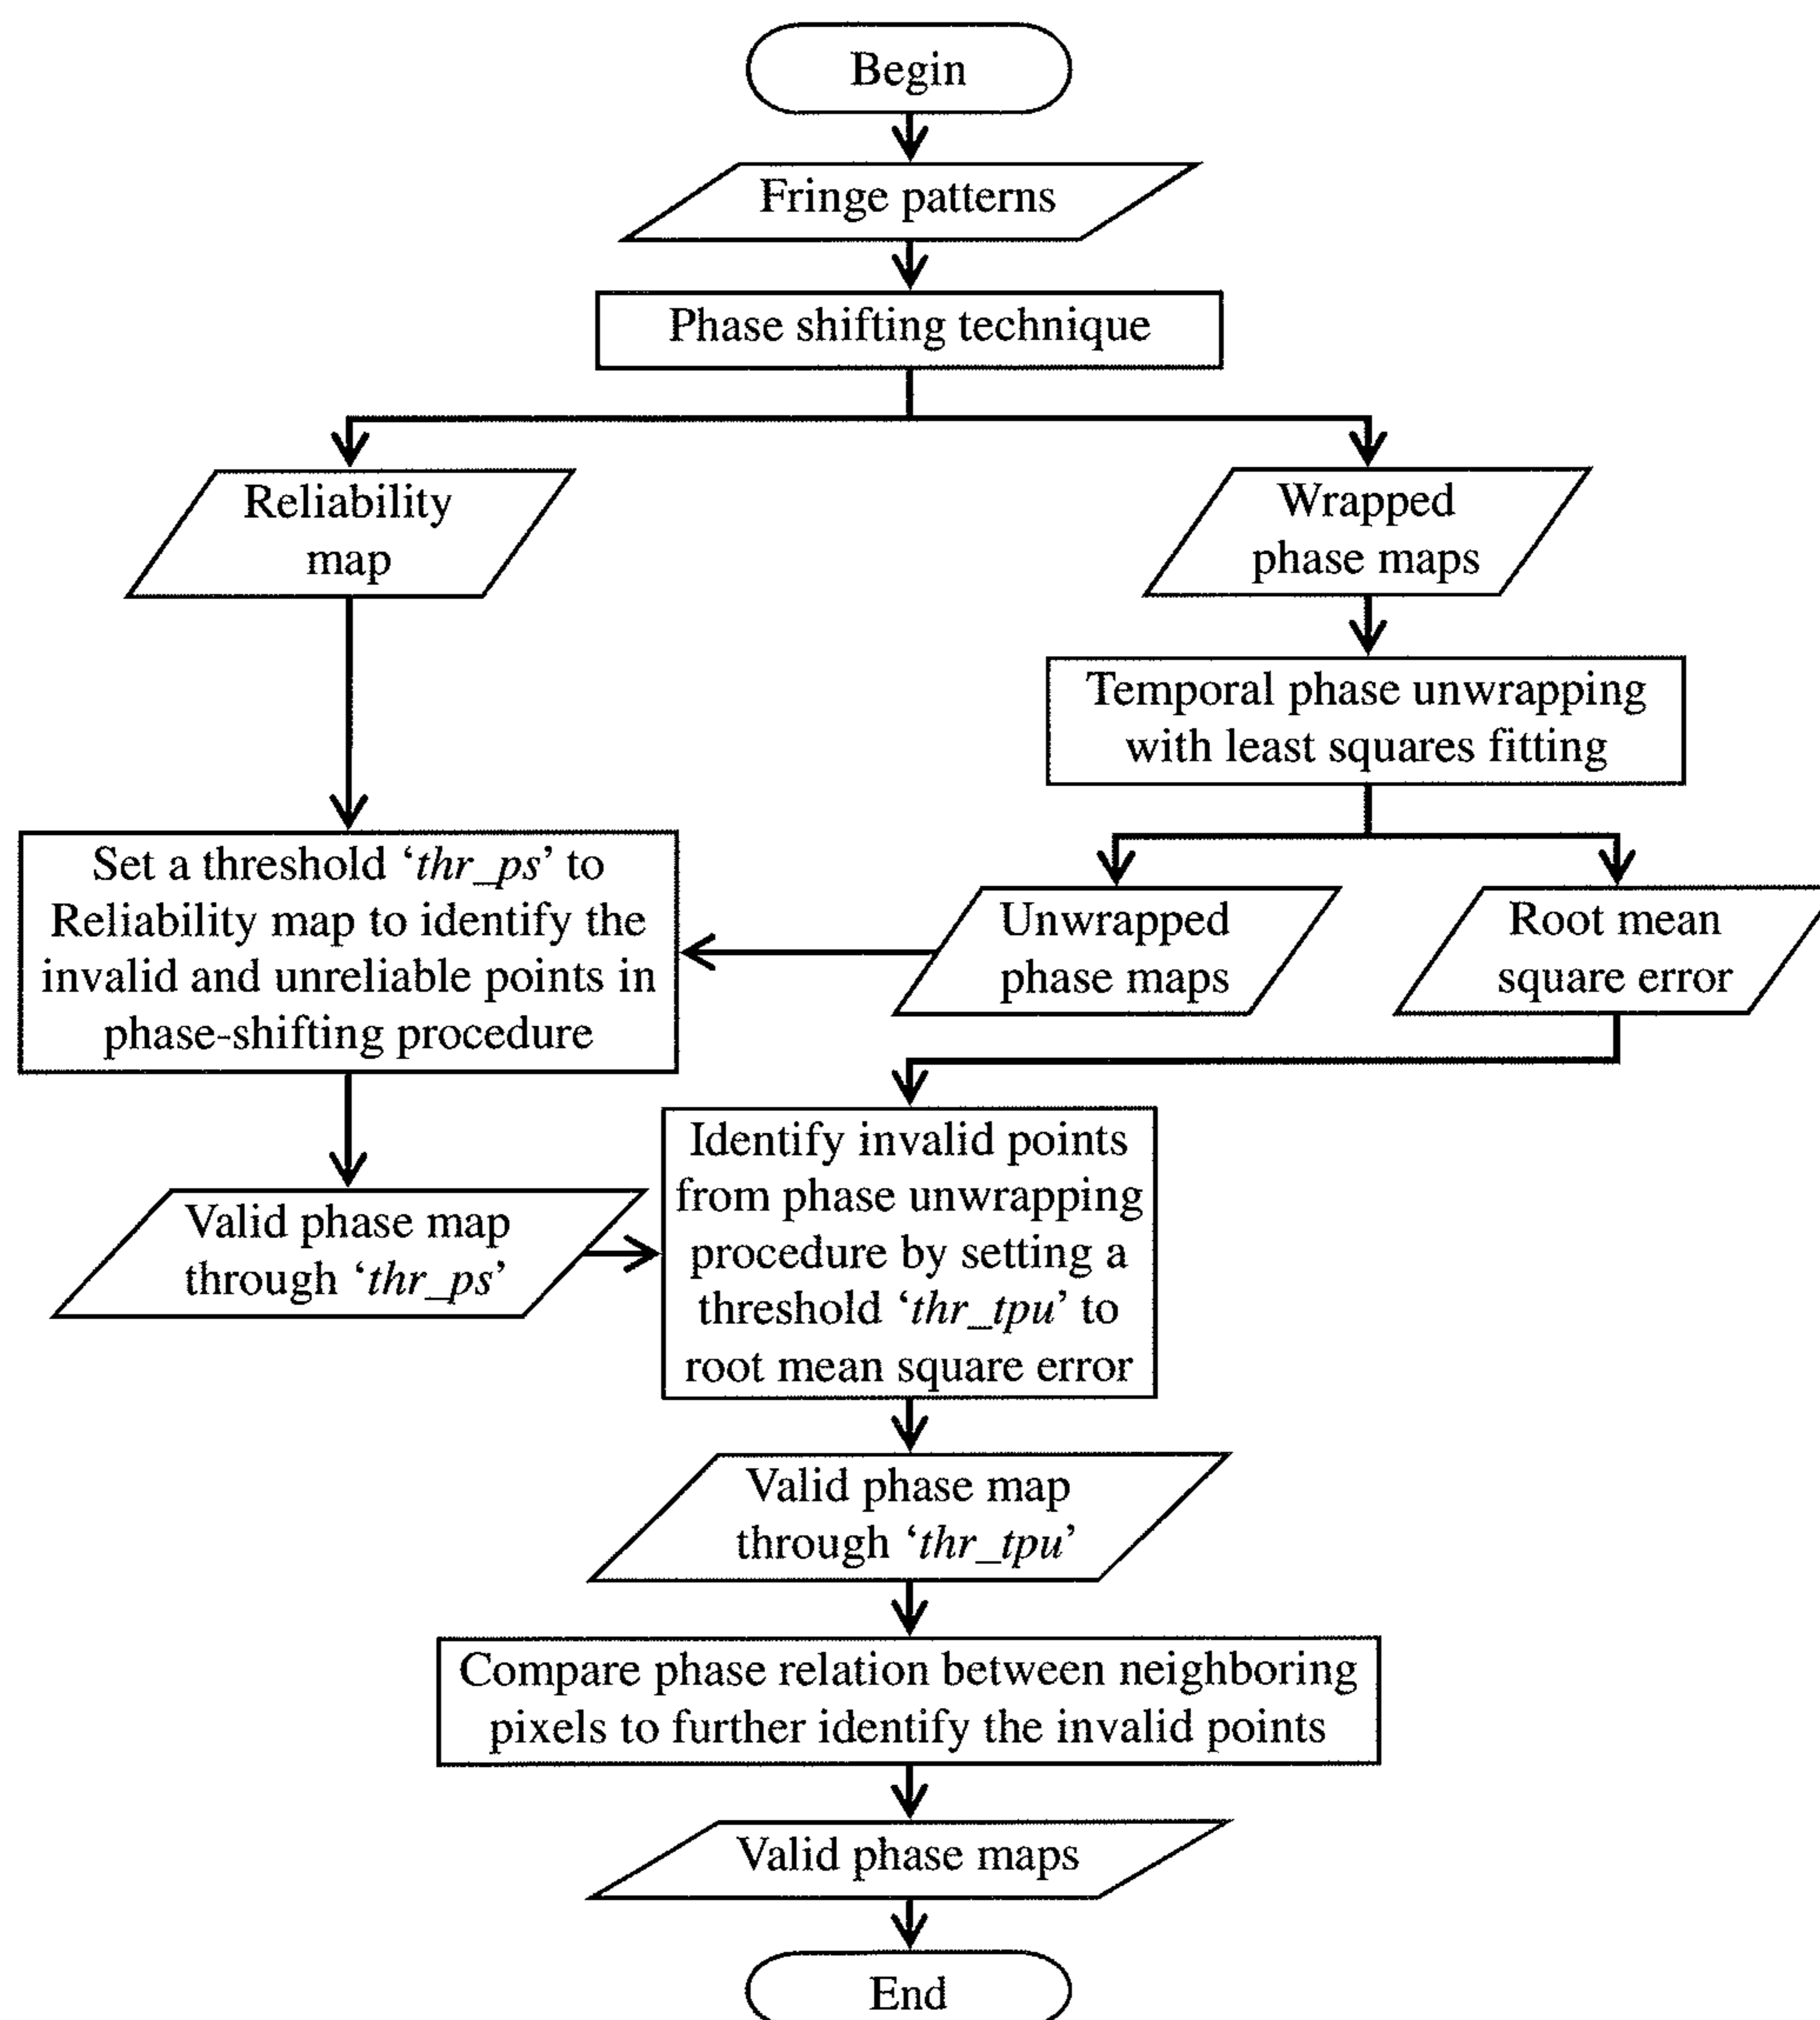 Begin
Fringe patterns
Phase shifting technique
Reliability
map
Wrapped
phase maps
Temporal phase unwrapping
with least squares fitting
Set a threshold ‘thr_ps’ to
Reliability map to identify the
invalid and unreliable points in
phase-shifting procedure
Unwrapped
phase maps
Root mean
square error
Valid phase map
through ‘thr_ps’
Identify invalid points
from phase unwrapping
procedure by setting a
threshold ‘thr_tpu’ to
root mean square error
Valid phase map
through ‘thr_tpu’
Compare phase relation between neighboring
pixels to further identify the invalid points
Valid phase maps
End